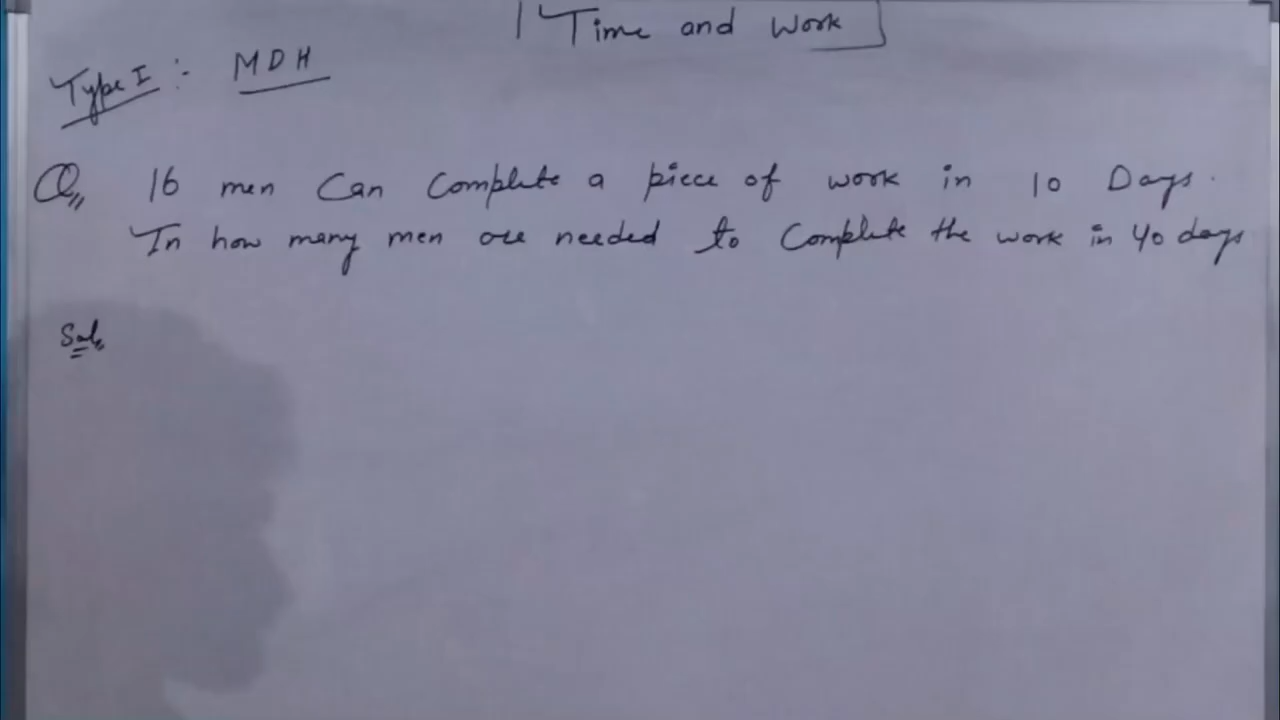 Time and Work
Type I :- MDH
Q,, 16 men Can Complete a piece of work in 10 Days.
In how many men are needed to Complete the work in 40 days
Sol,,